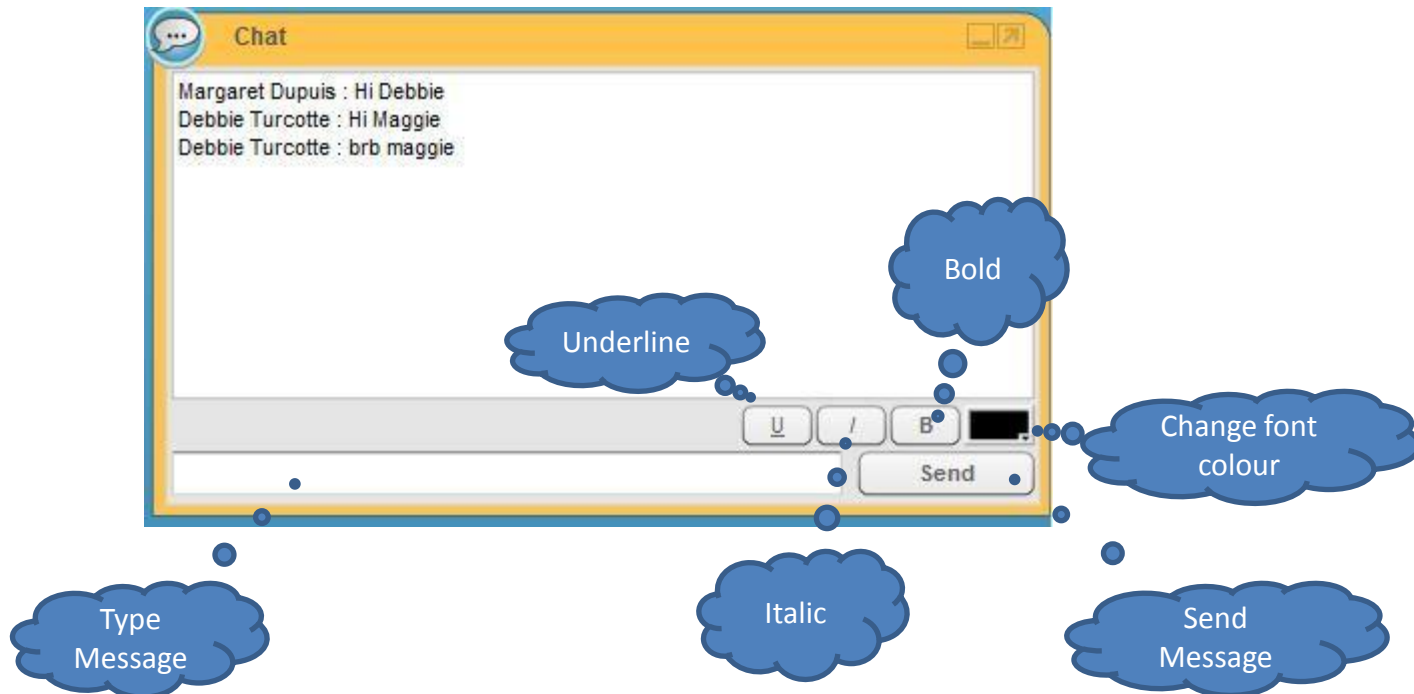 Chat
Margaret Dupuis : Hi Debbie
Debbie Turcotte : Hi Maggie
Debbie Turcotte : brb maggie
Bold
Underline
U
I
B
Change font
colour
Send
Type
Message
Italic
Send
Message